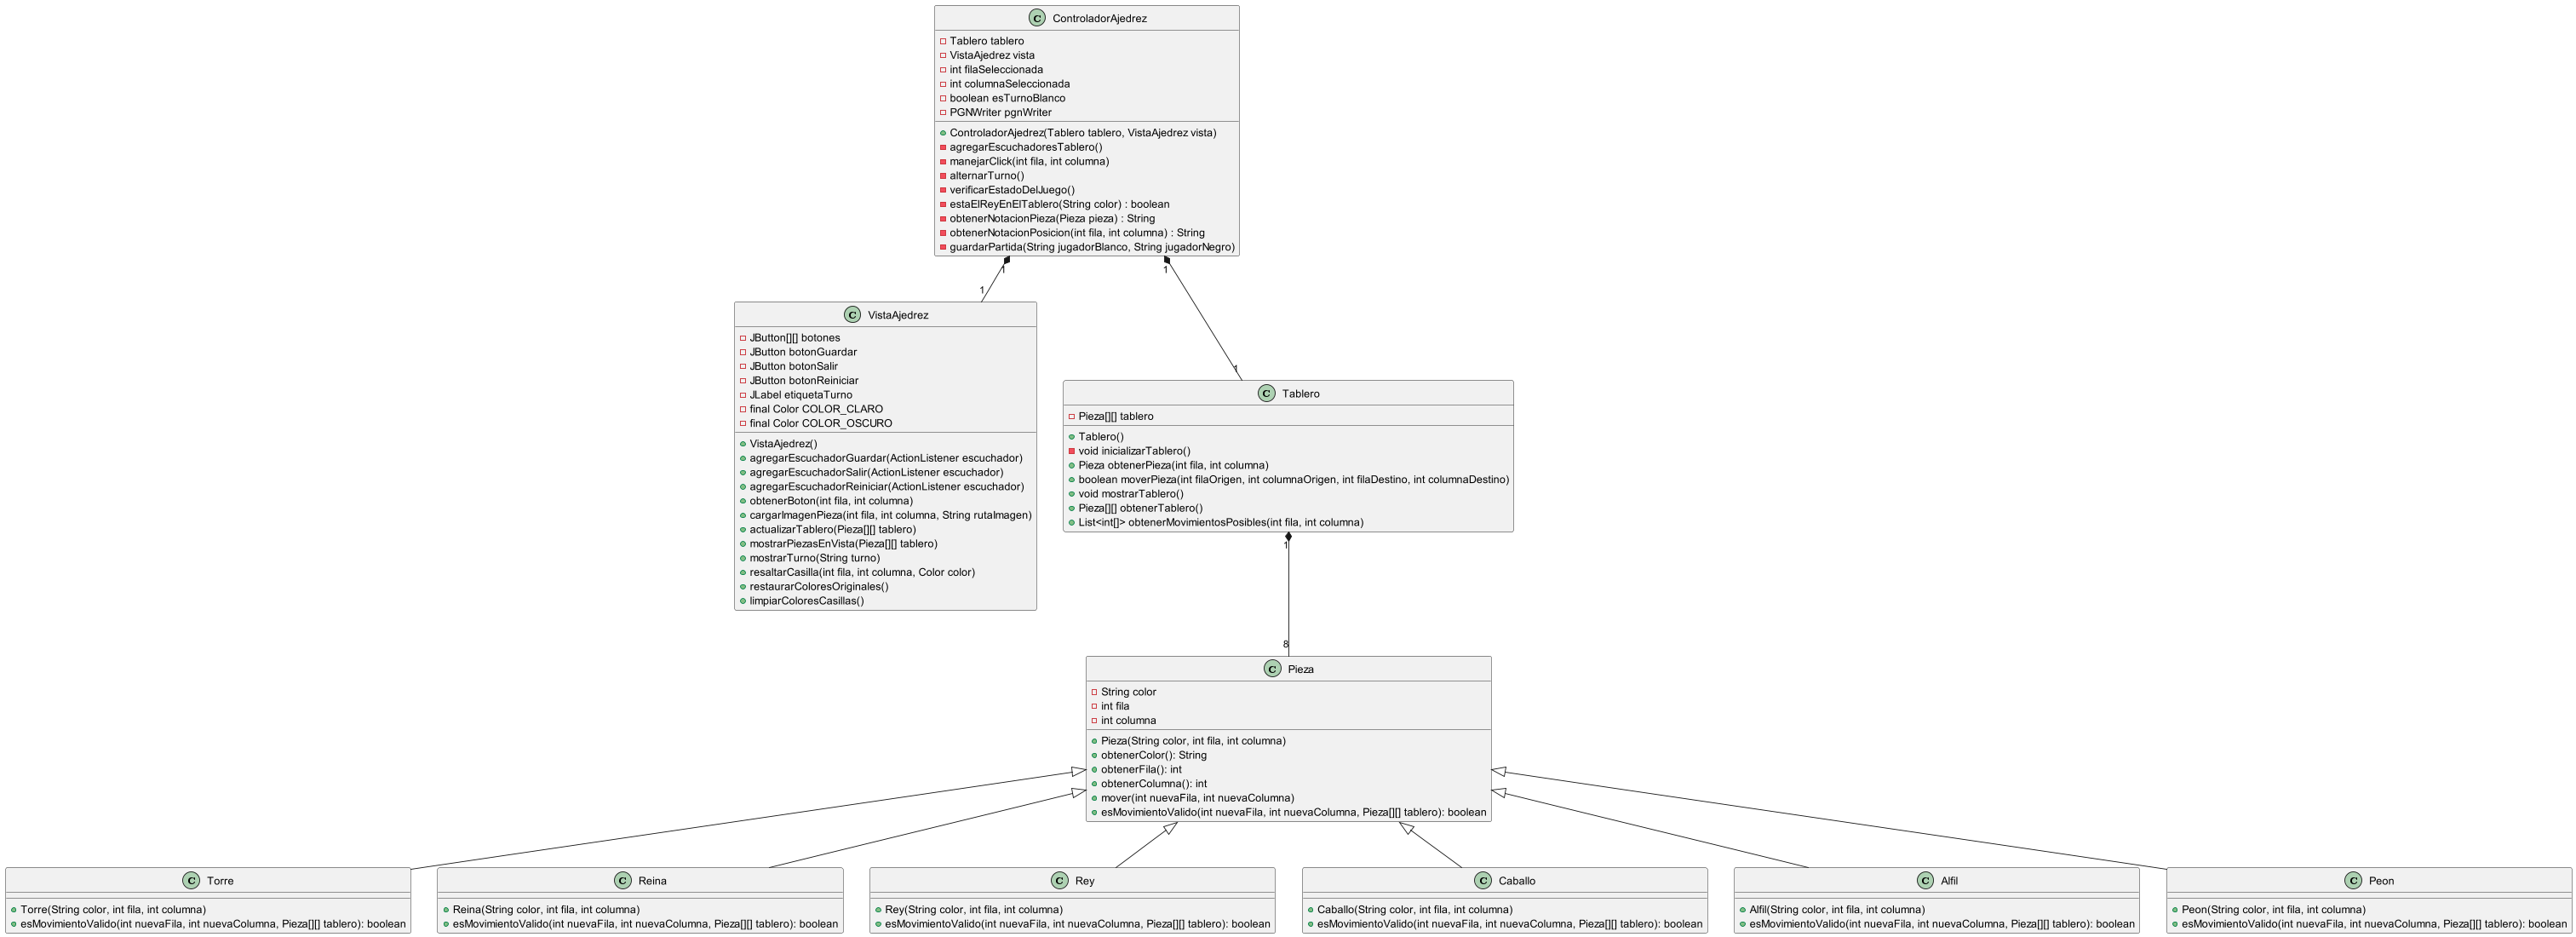 C ControladorAjedrez
Tablero tablero
VistaAjedrez vista
int filaSeleccionada
int columnaSeleccionada
boolean esTurnoBlanco
PGNWriter pgnWriter
ControladorAjedrez(Tablero tablero, VistaAjedrez vista)
agregarEscuchadoresTablero()
manejarClick(int fila, int columna)
alternarTurno()
verificarEstadoDelJuego()
estaElReyEnElTablero(String color) : boolean
obtenerNotacionPieza(Pieza pieza) : String
obtenerNotacionPosicion(int fila, int columna) : String
guardarPartida(String jugadorBlanco, String jugadorNegro)
1
1
1
1
C VistaAjedrez
JButton[][] botones
JButton botonGuardar
JButton botonSalir
JButton botonReiniciar
JLabel etiquetaTurno
final Color COLOR_CLARO
final Color COLOR_OSCURO
VistaAjedrez()
agregarEscuchadorGuardar(ActionListener escuchador)
agregarEscuchadorSalir(ActionListener escuchador)
agregarEscuchadorReiniciar(ActionListener escuchador)
obtenerBoton(int fila, int columna)
cargarImagenPieza(int fila, int columna, String rutaImagen)
actualizarTablero(Pieza[][] tablero)
mostrarPiezasEnVista(Pieza[][] tablero)
mostrarTurno(String turno)
resaltarCasilla(int fila, int columna, Color color)
restaurarColoresOriginales()
limpiarColoresCasillas()
C Tablero
Pieza[][] tablero
Tablero()
void inicializarTablero()
Pieza obtenerPieza(int fila, int columna)
boolean moverPieza(int filaOrigen, int columnaOrigen, int filaDestino, int columnaDestino)
void mostrarTablero()
Pieza[][] obtenerTablero()
List<int[]> obtenerMovimientosPosibles(int fila, int columna)
1
8
C Pieza
String color
int fila
int columna
Pieza(String color, int fila, int columna)
obtenerColor(): String
obtenerFila(): int
obtenerColumna(): int
mover(int nuevaFila, int nuevaColumna)
esMovimientoValido(int nuevaFila, int nuevaColumna, Pieza[][] tablero): boolean
C Torre
Torre(String color, int fila, int columna)
esMovimientoValido(int nuevaFila, int nuevaColumna, Pieza[][] tablero): boolean
C Reina
Reina(String color, int fila, int columna)
esMovimientoValido(int nuevaFila, int nuevaColumna, Pieza[][] tablero): boolean
C Rey
Rey(String color, int fila, int columna)
esMovimientoValido(int nuevaFila, int nuevaColumna, Pieza[][] tablero): boolean
C Caballo
Caballo(String color, int fila, int columna)
esMovimientoValido(int nuevaFila, int nuevaColumna, Pieza[][] tablero): boolean
C Alfil
Alfil(String color, int fila, int columna)
esMovimientoValido(int nuevaFila, int nuevaColumna, Pieza[][] tablero): boolean
C Peon
Peon(String color, int fila, int columna)
esMovimientoValido(int nuevaFila, int nuevaColumna, Pieza[][] tablero): boolean